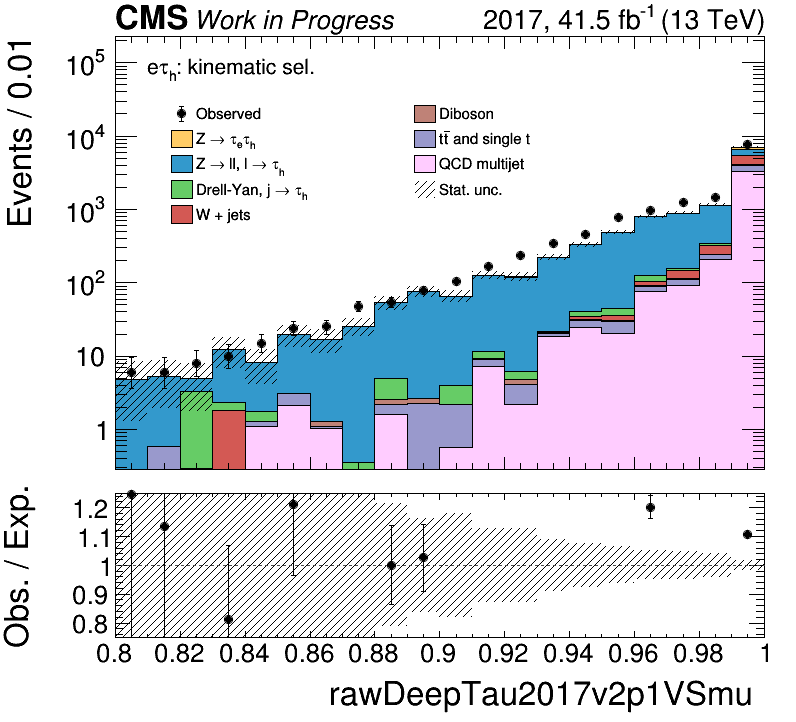 CMS Work in Progress 2017, 41.5 fb⁻¹ (13 TeV)
Events / 0.01
eτₕ: kinematic sel.
Observed
Z → τₑτₕ
Z → ll, l → τₕ
Drell-Yan, j → τₕ
W + jets
Diboson
tt̄ and single t
QCD multijet
Stat. unc.
10⁵
10⁴
10³
10²
10
1
Obs. / Exp.
1.2
1.1
1
0.9
0.8
0.8 0.82 0.84 0.86 0.88 0.9 0.92 0.94 0.96 0.98 1
rawDeepTau2017v2p1VSmu